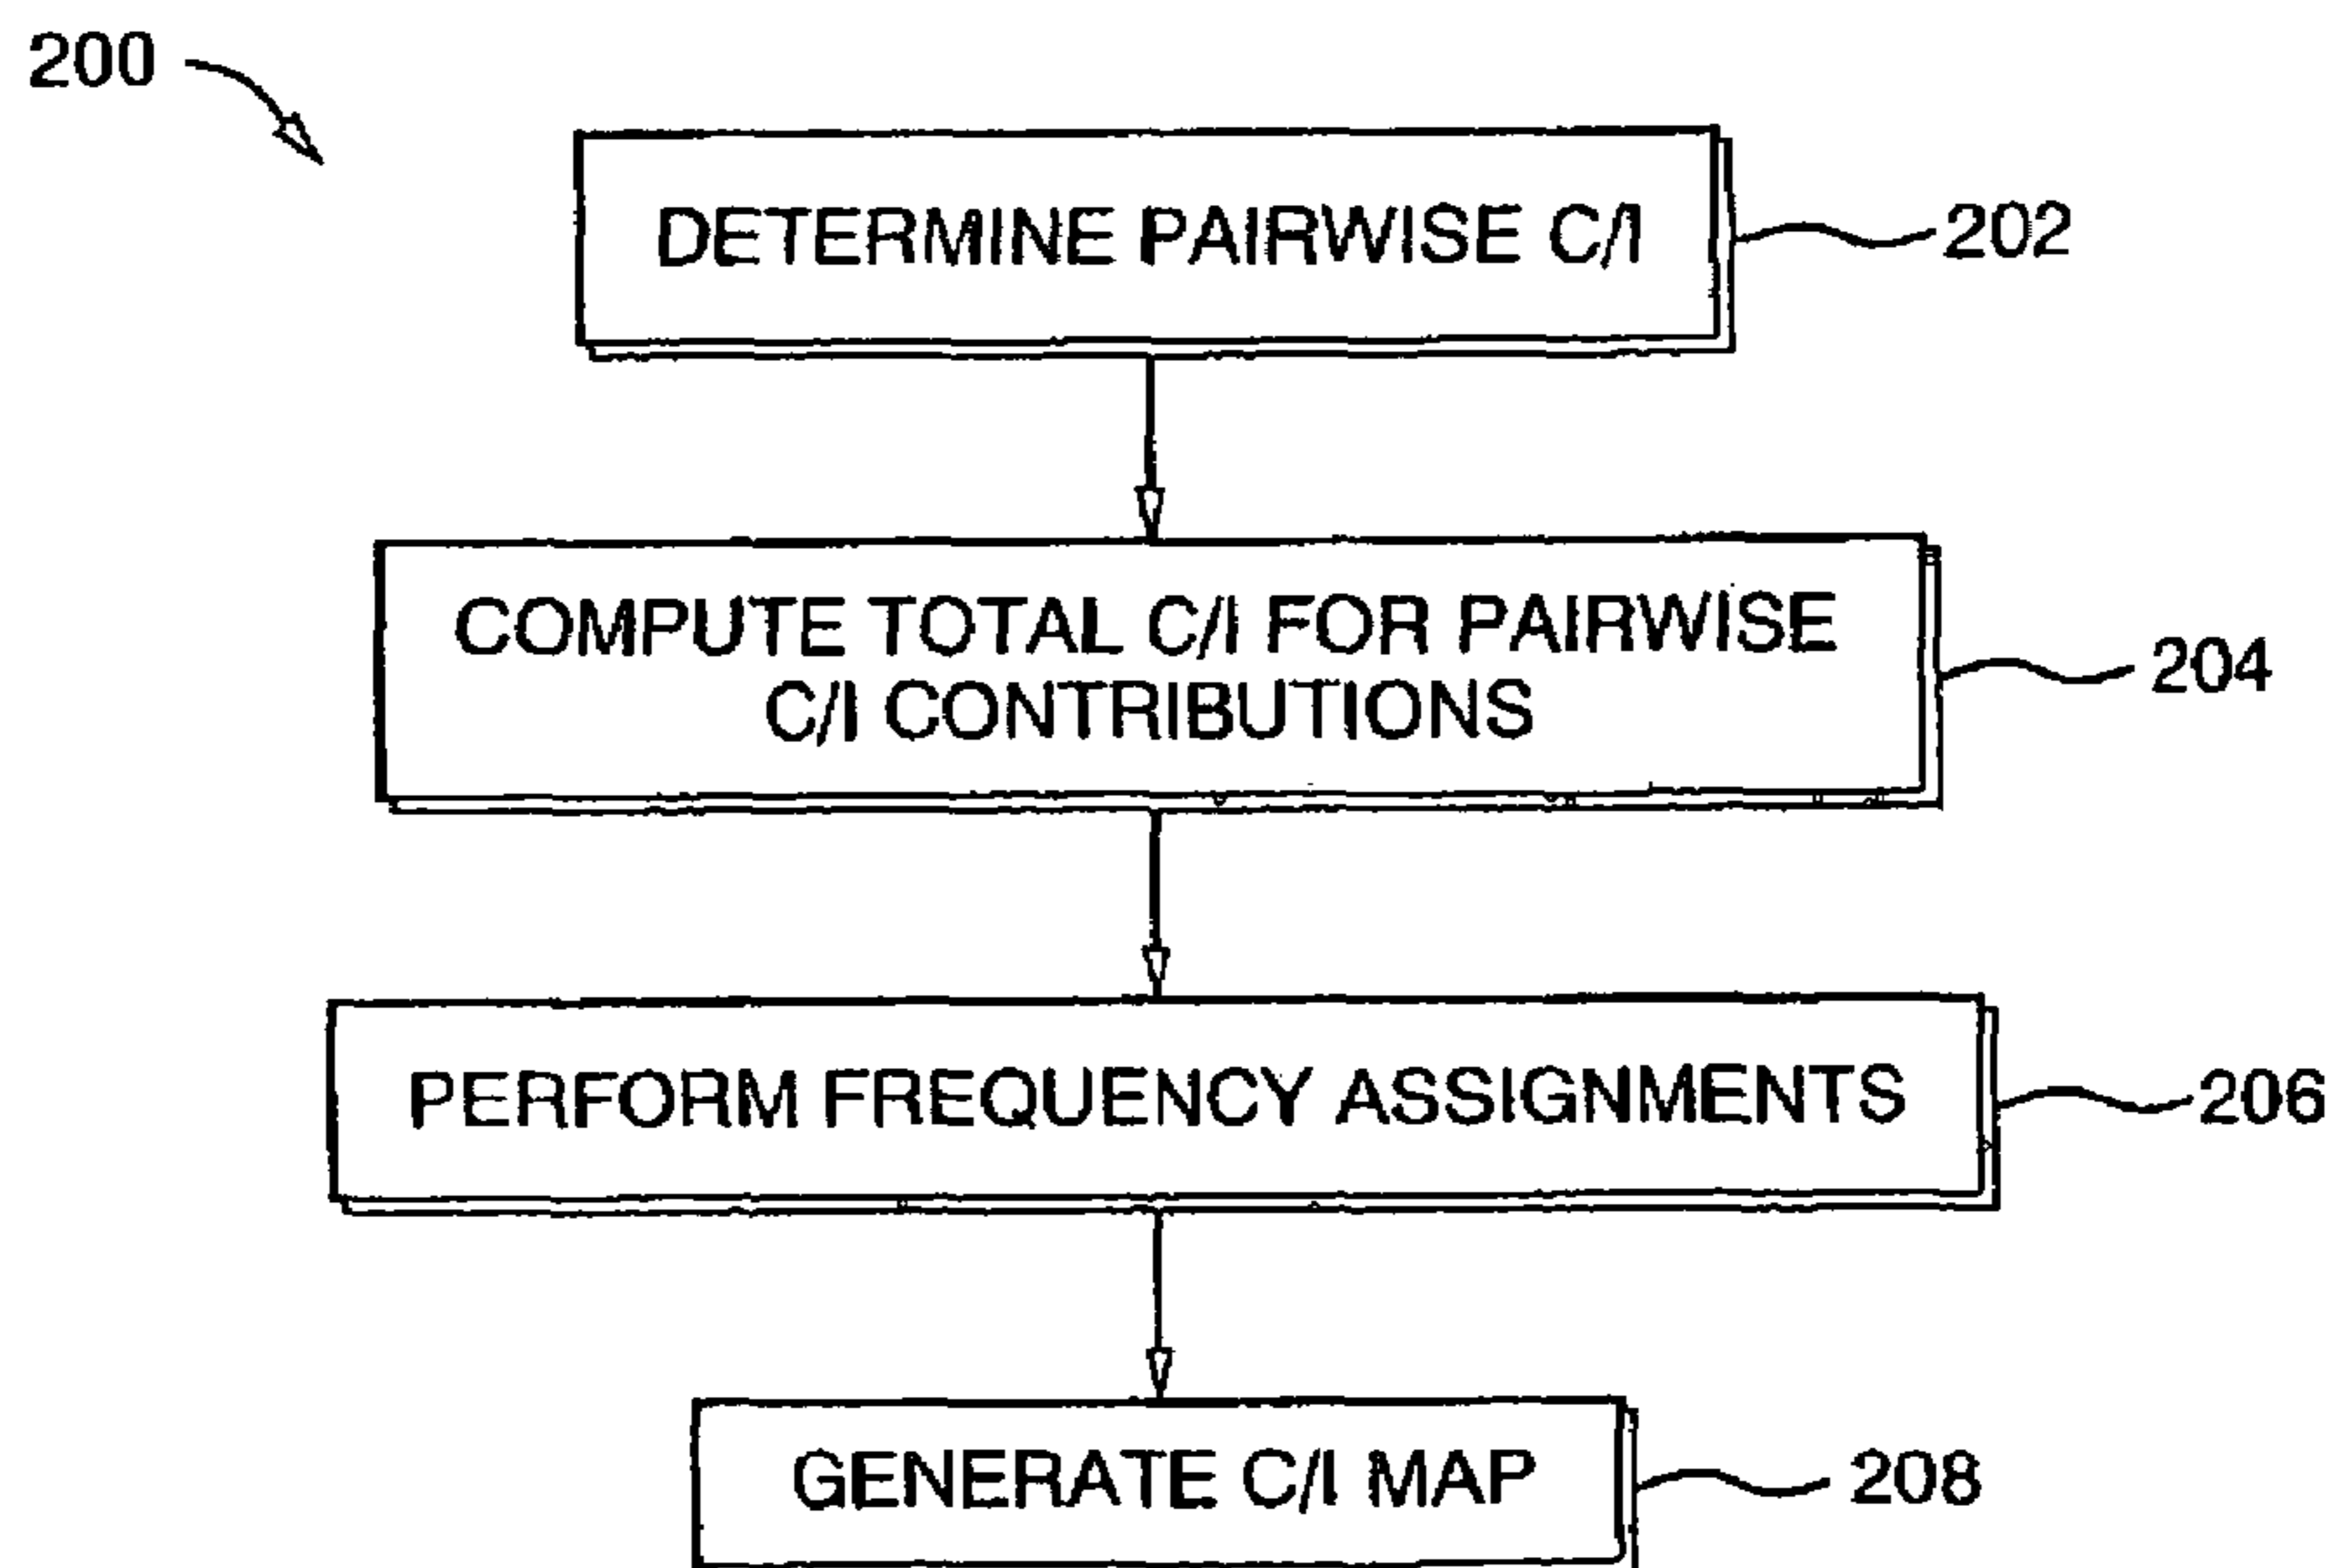 200
DETERMINE PAIRWISE C/I
202
COMPUTE TOTAL C/I FOR PAIRWISE
C/I CONTRIBUTIONS
204
PERFORM FREQUENCY ASSIGNMENTS
206
GENERATE C/I MAP
208